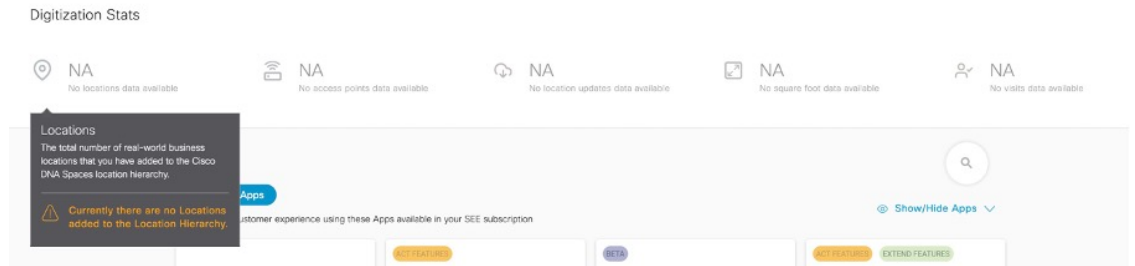 Digitization Stats
NA
No locations data available
NA
No access points data available
NA
No location updates data available
NA
No square foot data available
NA
No visits data available
Locations
The total number of real-world business
locations that you have added to the Cisco
DNA Spaces location hierarchy.
Currently there are no Locations
added to the Location Hierarchy.
Apps
ustomer experience using these Apps available in your SEE subscription
Show/Hide Apps
ACT FEATURES
BETA
ACT FEATURES
EXTEND FEATURES